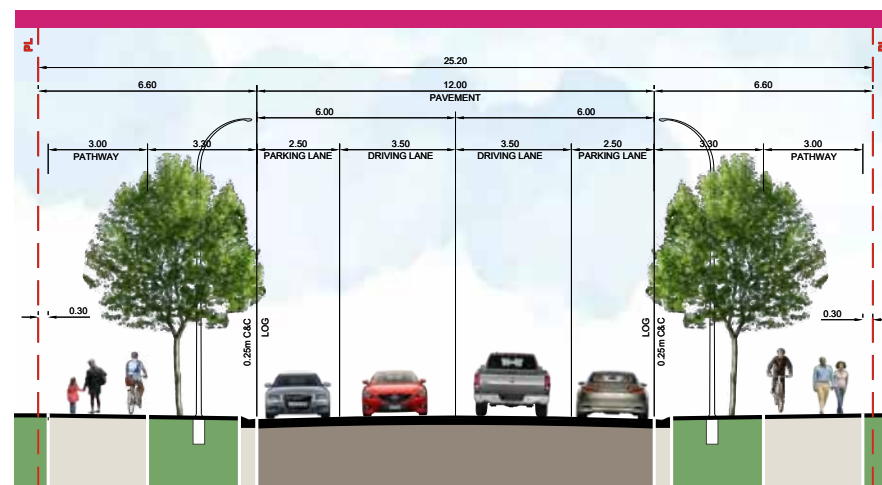 PL
PL
25.20
6.60
12.00
6.60
PAVEMENT
6.00
6.00
3.00
3.30
2.50
3.50
3.50
2.50
3.30
3.00
PATHWAY
PARKING LANE
DRIVING LANE
DRIVING LANE
PARKING LANE
PATHWAY
0.30
0.25m C&C
LOG
LOG
0.25m C&C
0.30